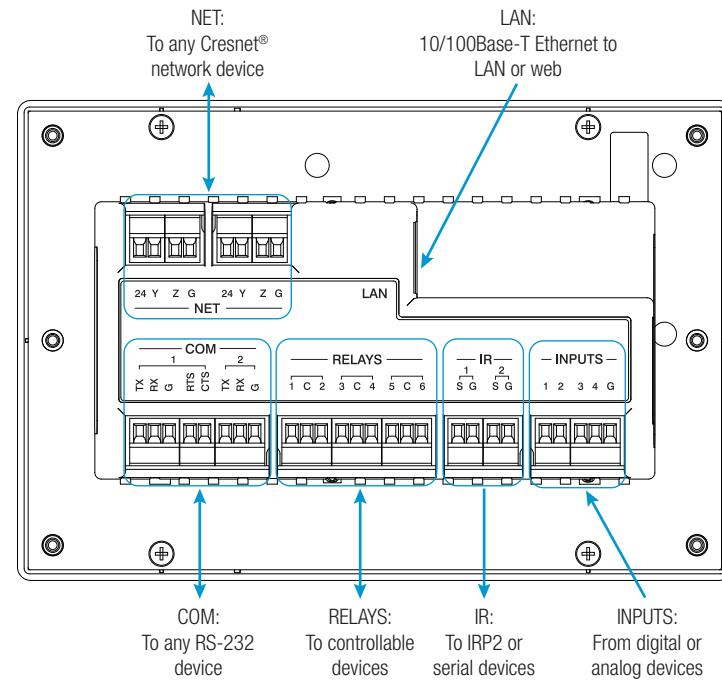 NET:
To any Cresnet®
network device
LAN:
10/100Base-T Ethernet to
LAN or web
24 Y Z G 24 Y Z G
NET
LAN
COM
1 2
TX RX G RTS CTS TX RX G
RELAYS
1 C 2 3 C 4 5 C 6
IR
1 2
S G S G
INPUTS
1 2 3 4 G
COM:
To any RS-232
device
RELAYS:
To controllable
devices
IR:
To IRP2 or
serial devices
INPUTS:
From digital or
analog devices